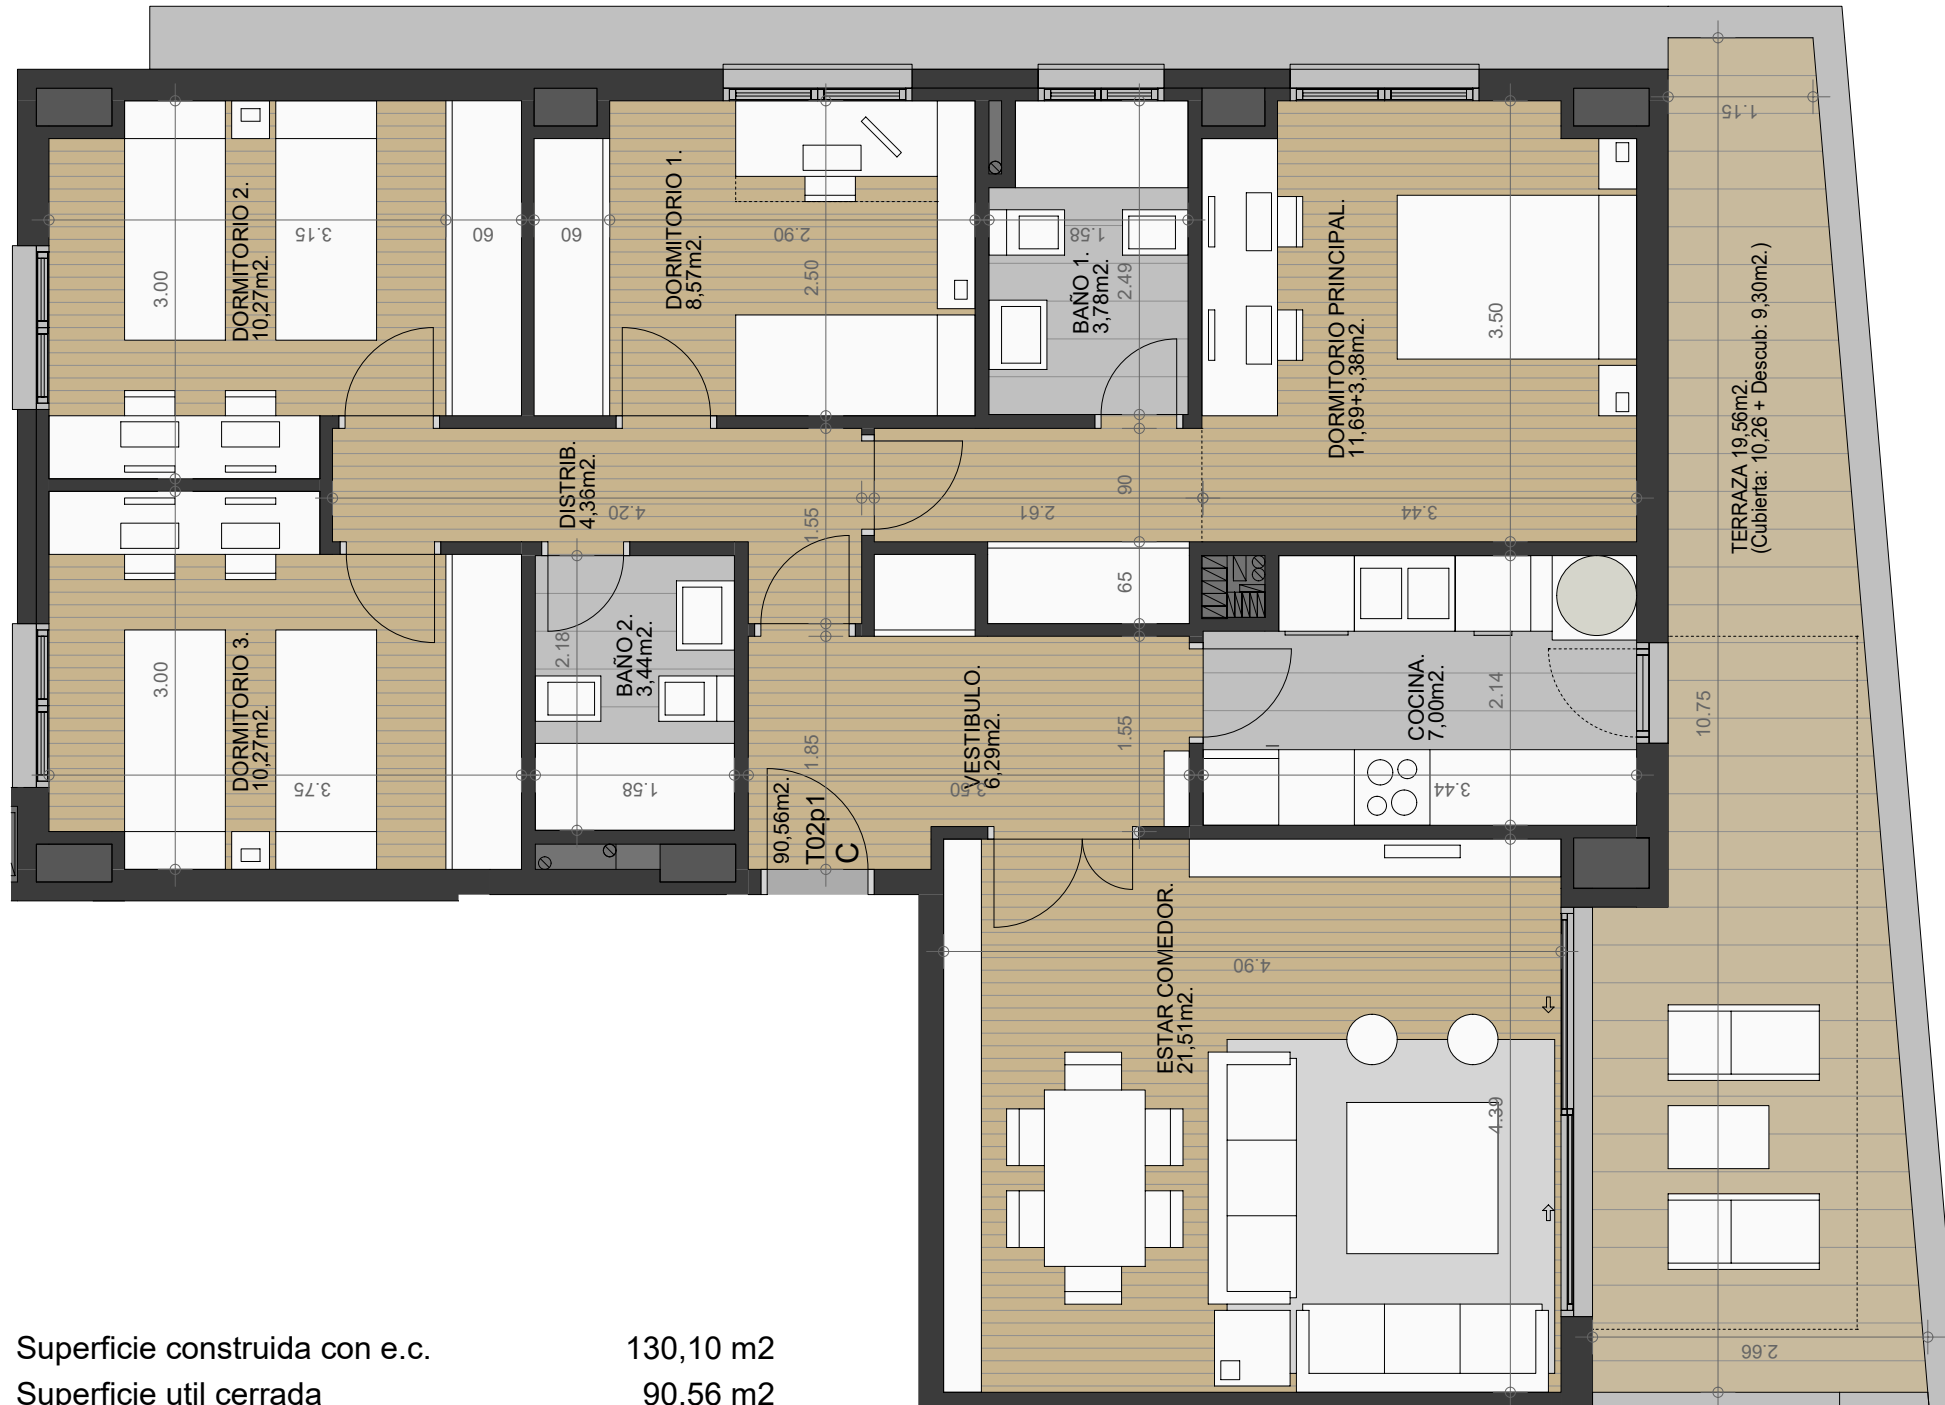 1.15
DORMITORIO 2.
10,27m2.
3.15
60
3.00
DORMITORIO 1.
8,57m2.
60
2.90
2.50
BAÑO 1.
3,78m2.
1.58
2.49
DORMITORIO PRINCIPAL.
11,69+3,38m2.
3.50
TERRAZA 19,56m2.
(Cubierta: 10,26 + Descub: 9,30m2.)
DISTRIB.
4,36m2.
4.20
1.55
2.61
90
3.44
65
DORMITORIO 3.
10,27m2.
3.00
3.75
BAÑO 2.
3,44m2.
2.18
1.58
VESTIBULO.
6,29m2.
1.85
1.55
3.50
COCINA.
7,00m2.
2.14
3.44
10.75
90,56m2.
T02p1
C
ESTAR COMEDOR.
21,51m2.
4.90
4.39
2.66
Superficie construida con e.c. 130,10 m2
Superficie util cerrada 90,56 m2